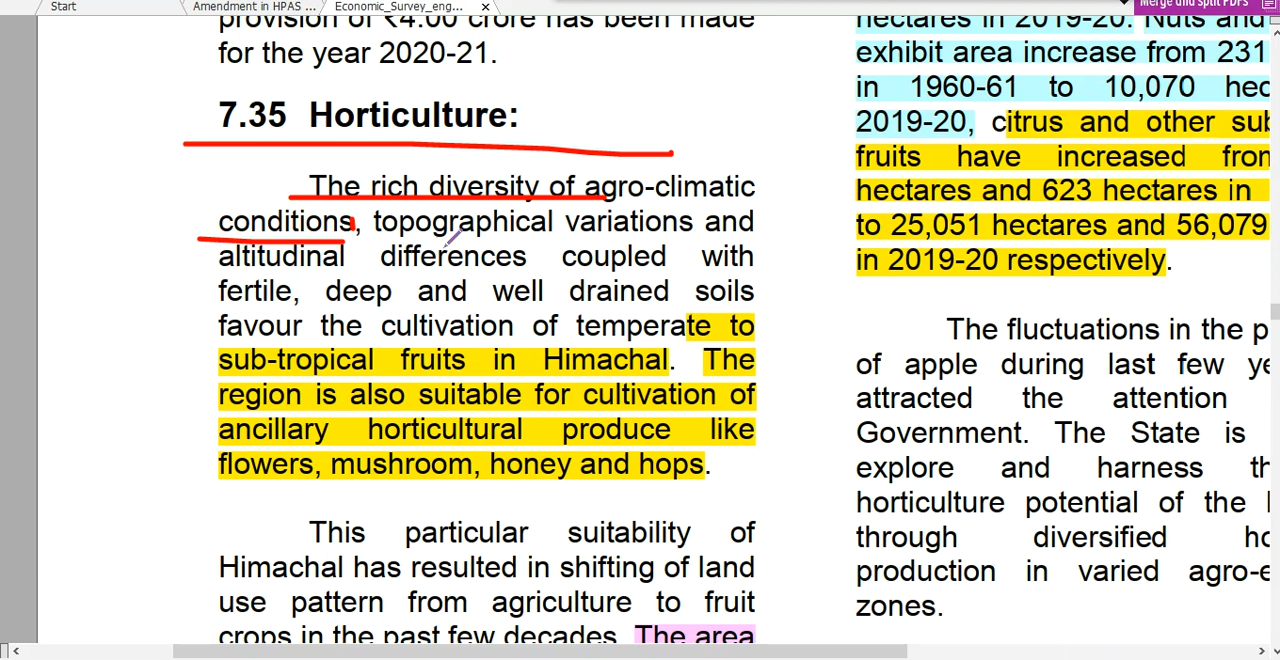 Start
Amendment in HPAS ...
Economic_Survey_eng...
Merge and Split PDFs
provision of ₹4.00 crore has been made
for the year 2020-21.
7.35 Horticulture:
The rich diversity of agro-climatic
conditions, topographical variations and
altitudinal differences coupled with
fertile, deep and well drained soils
favour the cultivation of temperate to
sub-tropical fruits in Himachal. The
region is also suitable for cultivation of
ancillary horticultural produce like
flowers, mushroom, honey and hops.
This particular suitability of
Himachal has resulted in shifting of land
use pattern from agriculture to fruit
crops in the past few decades. The area
hectares in 2019-20. Nuts and
exhibit area increase from 231
in 1960-61 to 10,070 hec
2019-20, citrus and other sub
fruits have increased from
hectares and 623 hectares in
to 25,051 hectares and 56,079
in 2019-20 respectively.
The fluctuations in the p
of apple during last few ye
attracted the attention
Government. The State is
explore and harness th
horticulture potential of the
through diversified ho
production in varied agro-e
zones.